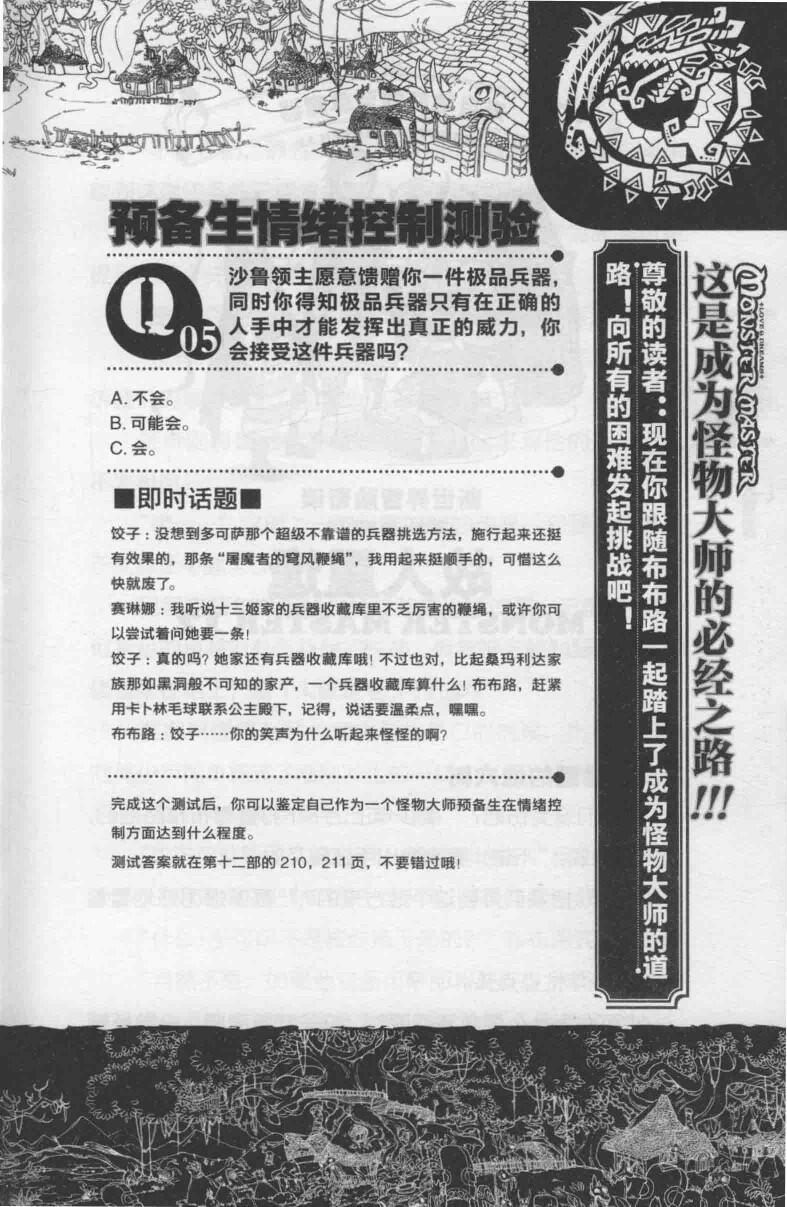 预备生情绪控制测验
Q05
沙鲁领主愿意馈赠你一件极品兵器，
同时你得知极品兵器只有在正确的
人手中才能发挥出真正的威力，你
会接受这件兵器吗？
A. 不会。
B. 可能会。
C. 会。
■即时话题■
饺子：没想到多可萨那个超级不靠谱的兵器挑选方法，施行起来还挺
有效果的，那条“屠魔者的穹风鞭绳”，我用起来挺顺手的，可惜这么
快就废了。
赛琳娜：我听说十三姬家的兵器收藏库里不乏厉害的鞭绳，或许你可
以尝试着问她要一条！
饺子：真的吗？她家还有兵器收藏库哦！不过也对，比起桑玛利达家
族那如黑洞般不可知的家产，一个兵器收藏库算什么！布布路，赶紧
用卡卜林毛球联系公主殿下，记得，说话要温柔点，嘿嘿。
布布路：饺子……你的笑声为什么听起来怪怪的啊？
完成这个测试后，你可以鉴定自己作为一个怪物大师预备生在情绪控
制方面达到什么程度。
测试答案就在第十二部的 210，211 页，不要错过哦！
MONSTER MASTER
+LOVE & DREAMS+
这是成为怪物大师的必经之路!!!
尊敬的读者：现在你跟随布布路一起踏上了成为怪物大师的道
路！向所有的困难发起挑战吧！